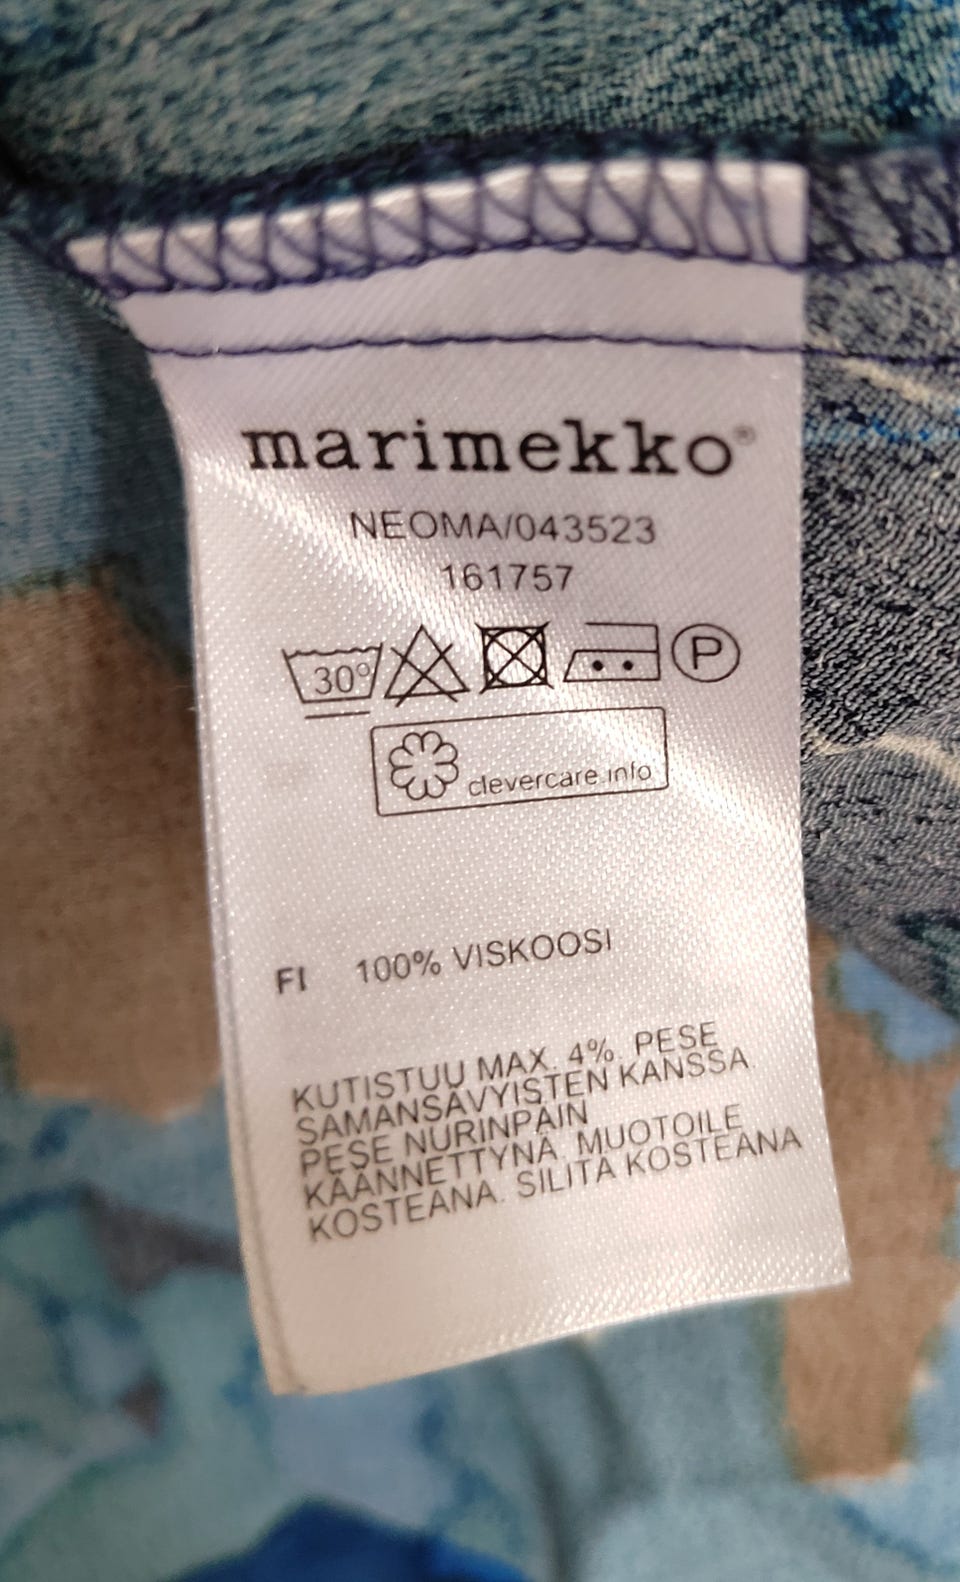 marimekko®
NEOMA/043523
161757
30°
P
clevercare.info
FI 100% VISKOOSI
KUTISTUU MAX. 4%. PESE
SAMANSÄVYISTEN KANSSA.
PESE NURINPÄIN
KÄÄNNETTYNÄ. MUOTOILE
KOSTEANA. SILITÄ KOSTEANA